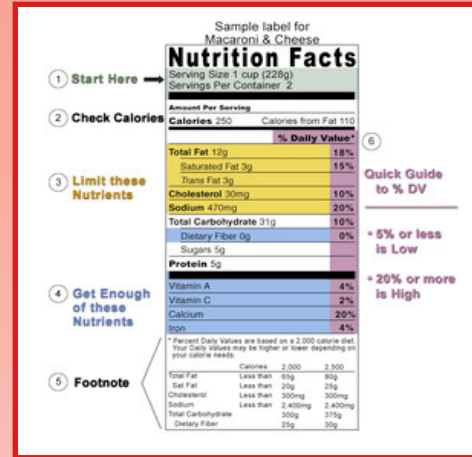 Sample label for
Macaroni & Cheese
Nutrition Facts
① Start Here
Serving Size 1 cup (228g)
Servings Per Container 2
Amount Per Serving
② Check Calories
Calories 250 Calories from Fat 110
% Daily Value*
⑥
Quick Guide
to % DV
• 5% or less
is Low
• 20% or more
is High
③ Limit these
Nutrients
Total Fat 12g 18%
Saturated Fat 3g 15%
Trans Fat 3g
Cholesterol 30mg 10%
Sodium 470mg 20%
Total Carbohydrate 31g 10%
Dietary Fiber 0g 0%
Sugars 5g
Protein 5g
④ Get Enough
of these
Nutrients
Vitamin A 4%
Vitamin C 2%
Calcium 20%
Iron 4%
⑤ Footnote
* Percent Daily Values are based on a 2,000 calorie diet.
Your Daily Values may be higher or lower depending on
your calorie needs.
Calories 2,000 2,500
Total Fat Less than 65g 80g
Sat Fat Less than 20g 25g
Cholesterol Less than 300mg 300mg
Sodium Less than 2,400mg 2,400mg
Total Carbohydrate 300g 375g
Dietary Fiber 25g 30g